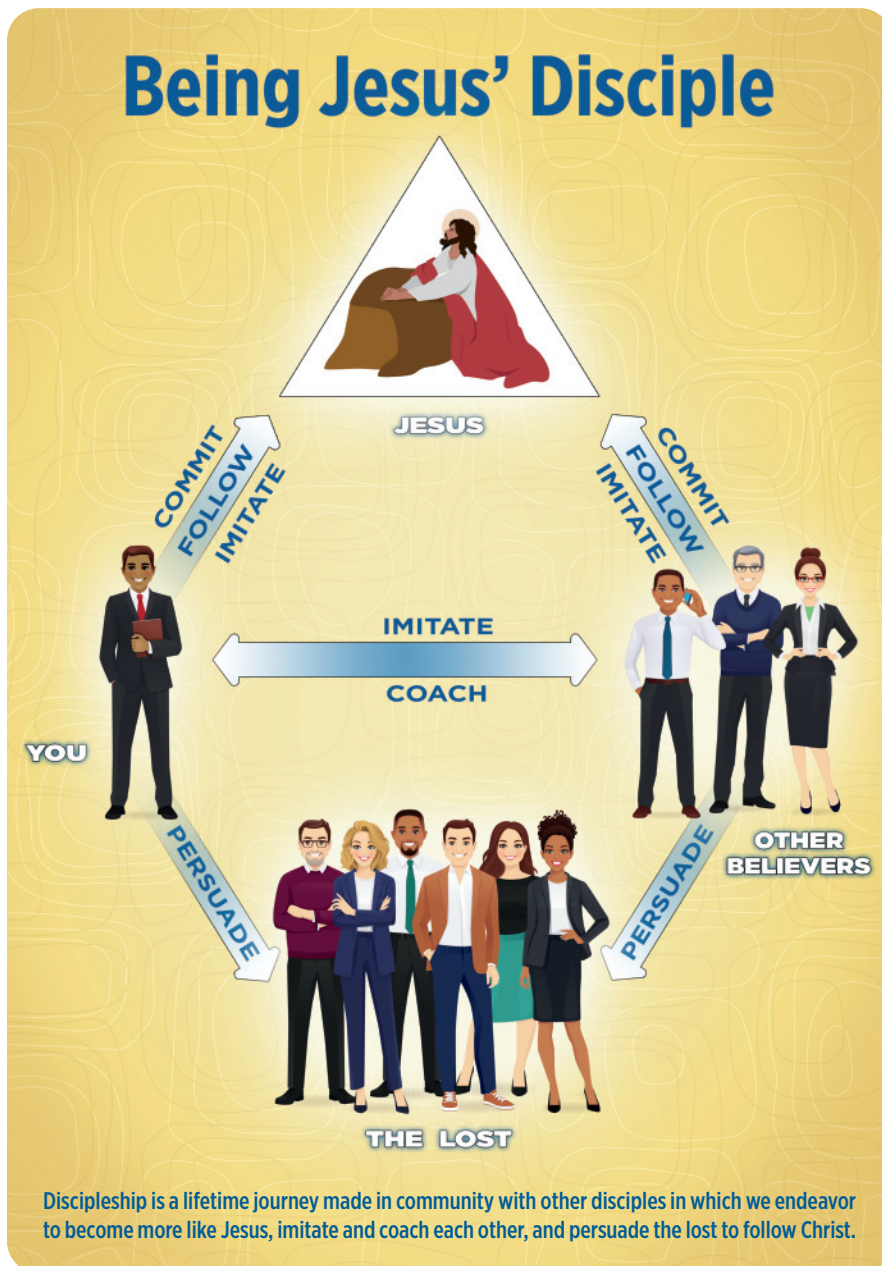 Being Jesus’ Disciple
JESUS
COMMIT
FOLLOW
IMITATE
COMMIT
FOLLOW
IMITATE
IMITATE
COACH
YOU
OTHER
BELIEVERS
PERSUADE
PERSUADE
THE LOST
Discipleship is a lifetime journey made in community with other disciples in which we endeavor
to become more like Jesus, imitate and coach each other, and persuade the lost to follow Christ.